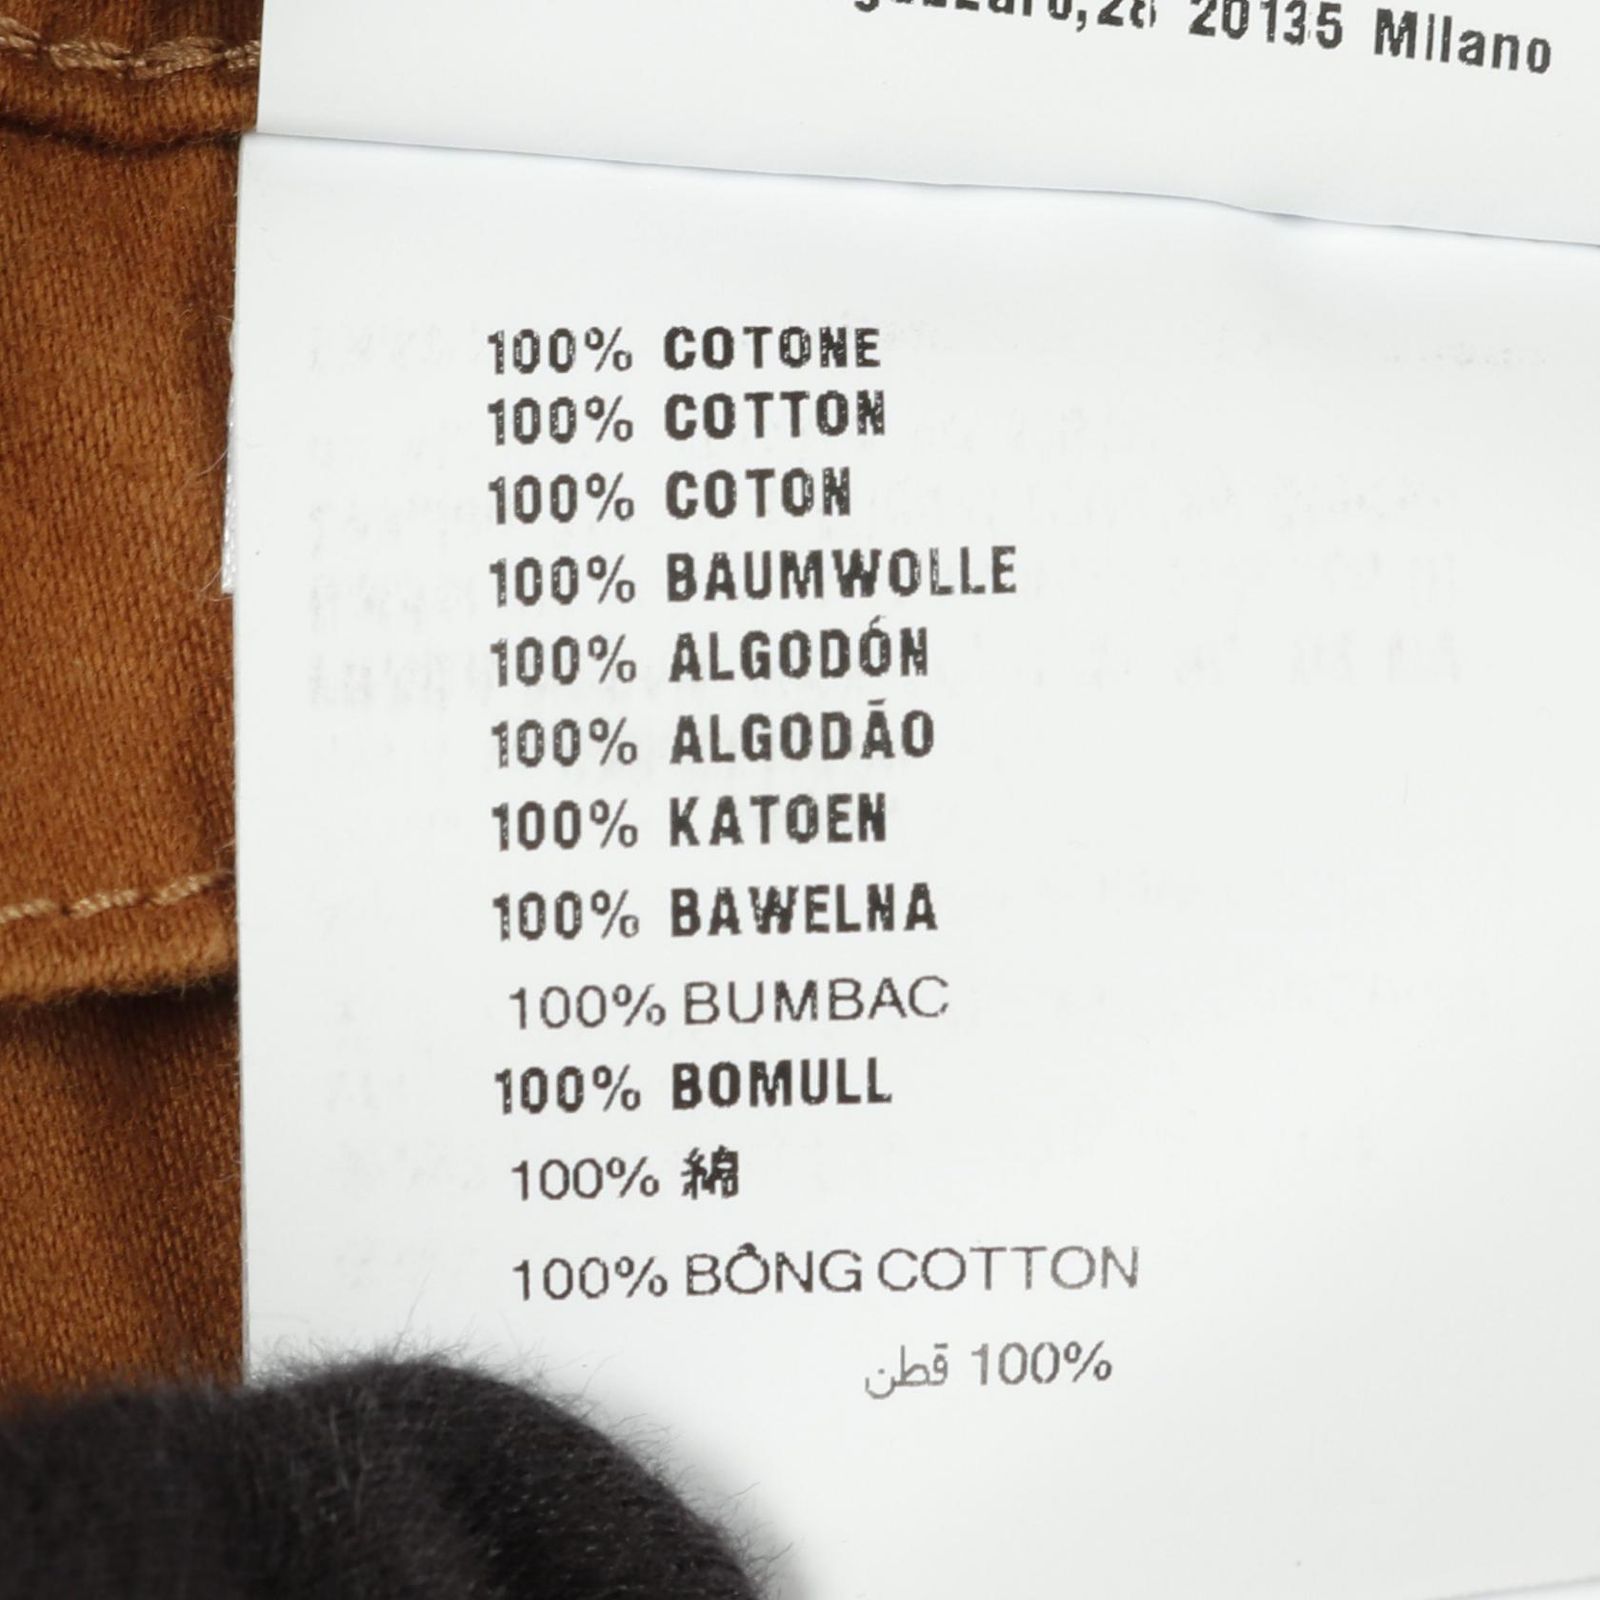 28 20135 Milano
100% COTONE
100% COTTON
100% COTON
100% BAUMWOLLE
100% ALGODÓN
100% ALGODÃO
100% KATOEN
100% BAWELNA
100% BUMBAC
100% BOMULL
100% 綿
100% BÔNG COTTON
100% قطن